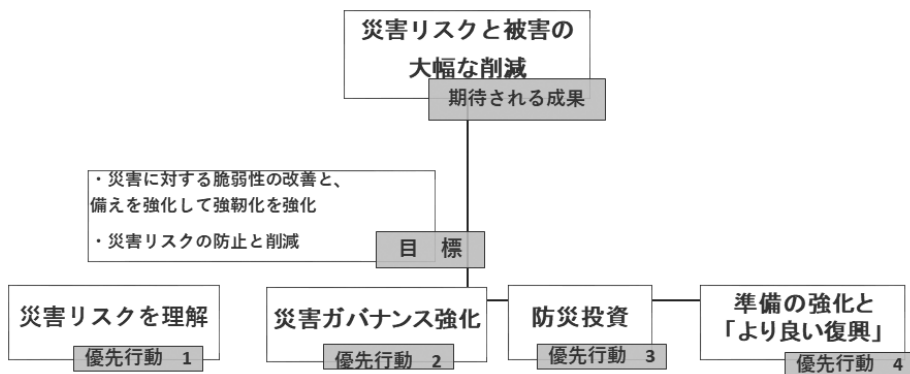 災害リスクと被害の
大幅な削減
期待される成果
・災害に対する脆弱性の改善と、
備えを強化して強靭化を強化
・災害リスクの防止と削減
目　標
災害リスクを理解
優先行動　1
災害ガバナンス強化
優先行動　2
防災投資
優先行動　3
準備の強化と
「より良い復興」
優先行動　4